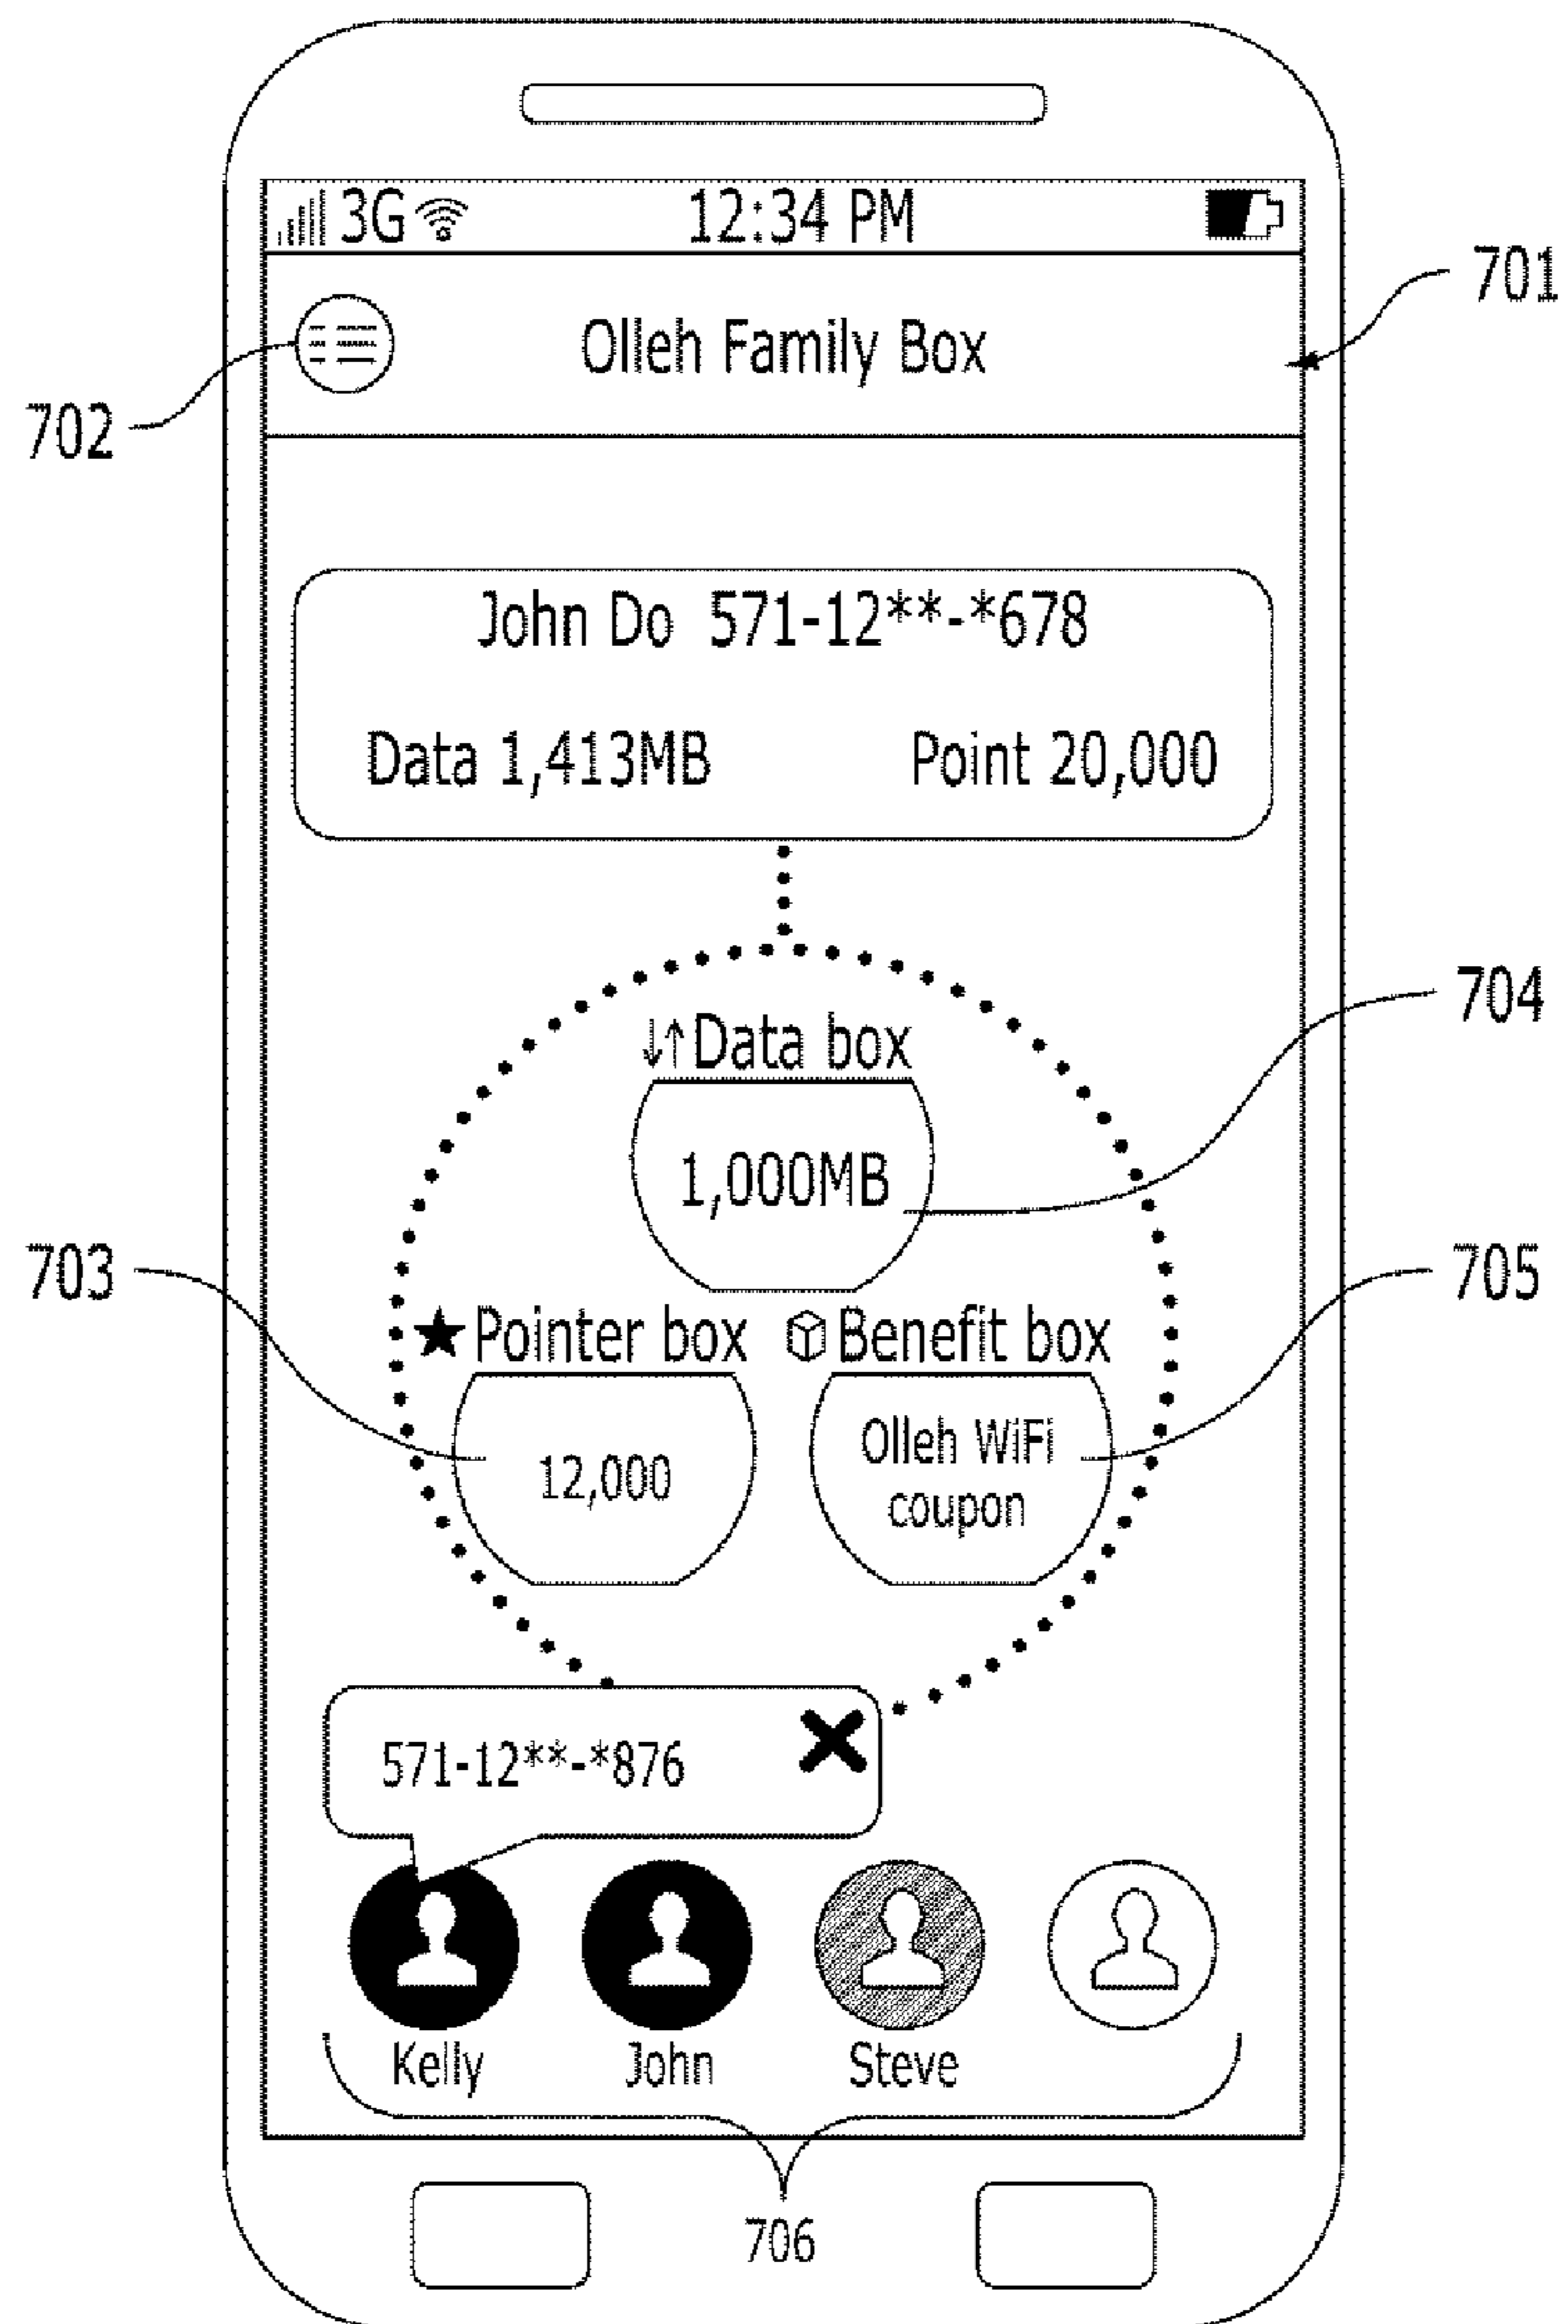 3G 12:34 PM
701
Olleh Family Box
702
John Do 571-12**-*678
Data 1,413MB Point 20,000
704
↓↑Data box
1,000MB
703
705
★Pointer box Benefit box
12,000
Olleh WiFi
coupon
571-12**-*876
Kelly John Steve
706